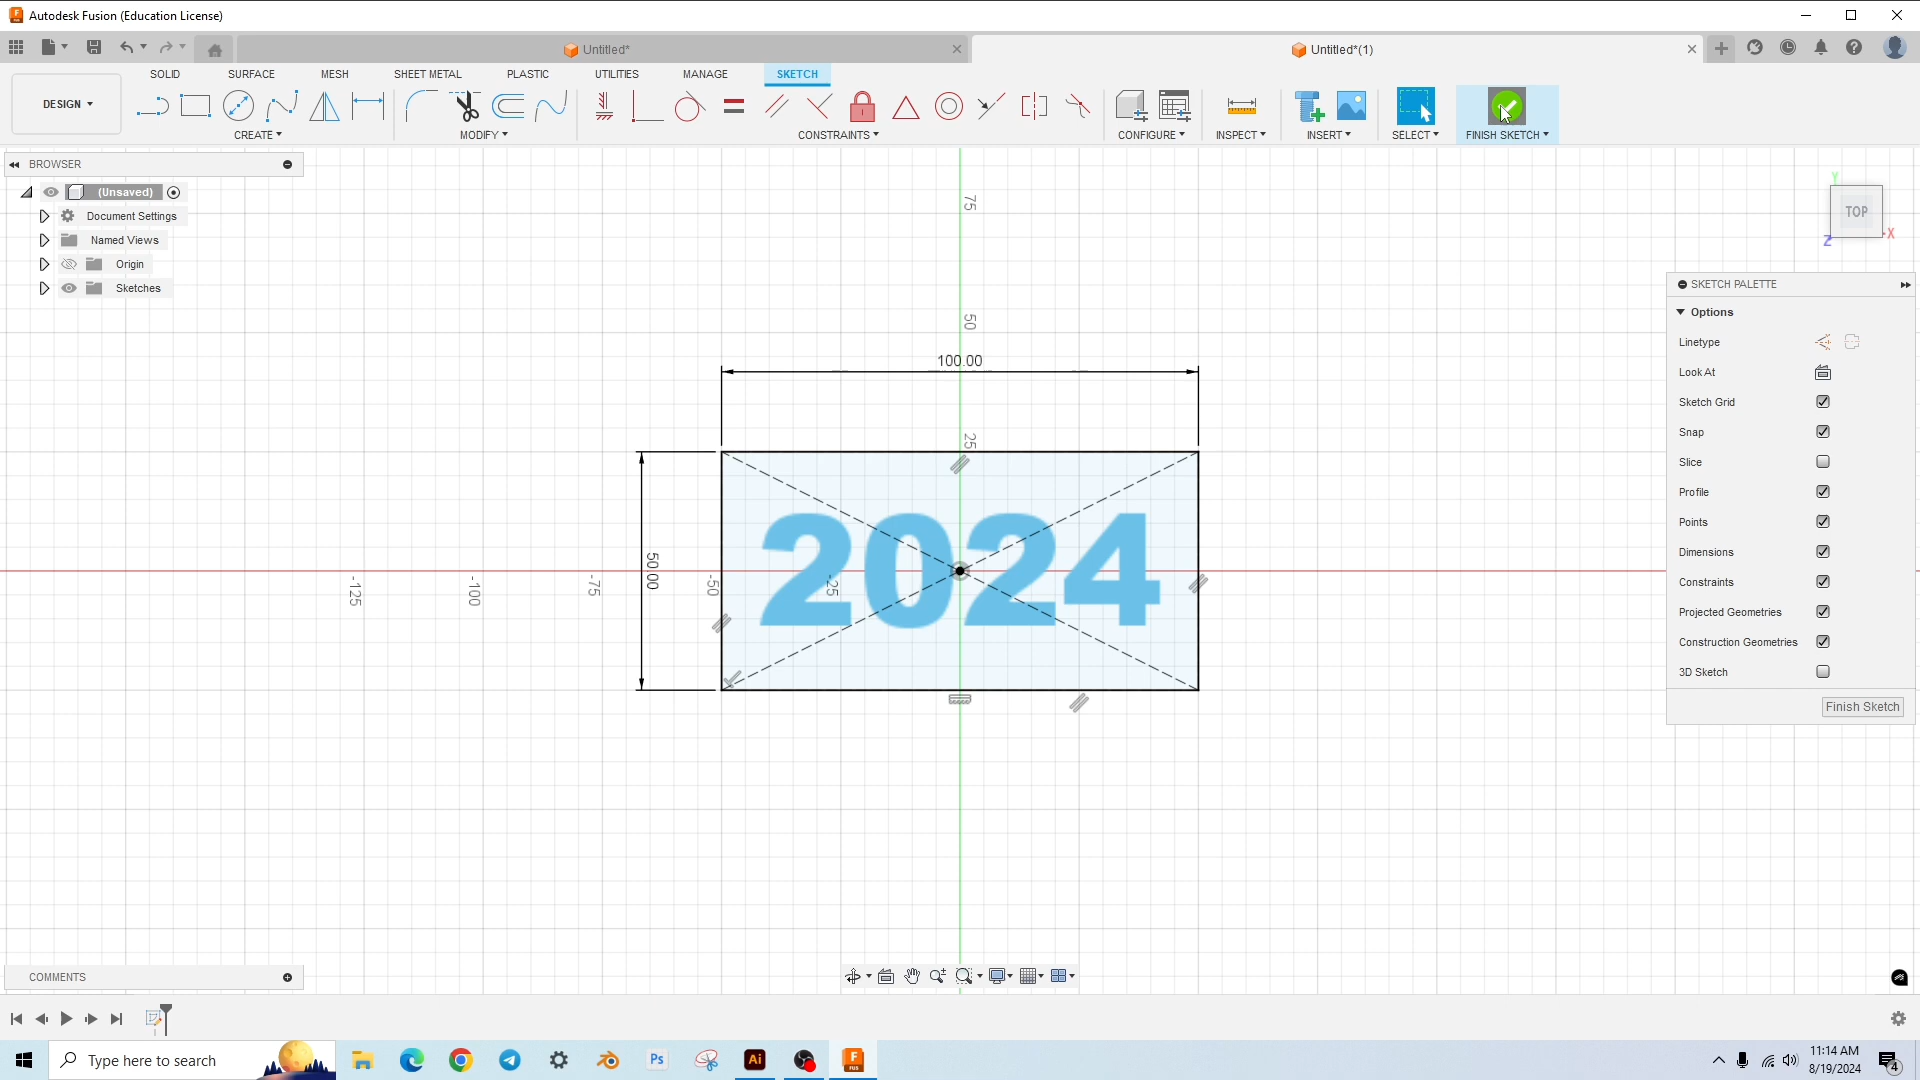 Autodesk Fusion (Education License)
Untitled*
Untitled*(1)
SOLID SURFACE MESH SHEET METAL PLASTIC UTILITIES MANAGE SKETCH
DESIGN
CREATE MODIFY CONSTRAINTS CONFIGURE INSPECT INSERT SELECT FINISH SKETCH
BROWSER
(Unsaved)
Document Settings
Named Views
Origin
Sketches
TOP
Y
X
Z
75
50
25
-125
-100
-75
-50
-25
100.00
50.00
2024
SKETCH PALETTE
Options
Linetype
Look At
Sketch Grid
Snap
Slice
Profile
Points
Dimensions
Constraints
Projected Geometries
Construction Geometries
3D Sketch
Finish Sketch
COMMENTS
Type here to search
Ps
Ai
F
FUS
11:14 AM
8/19/2024
4